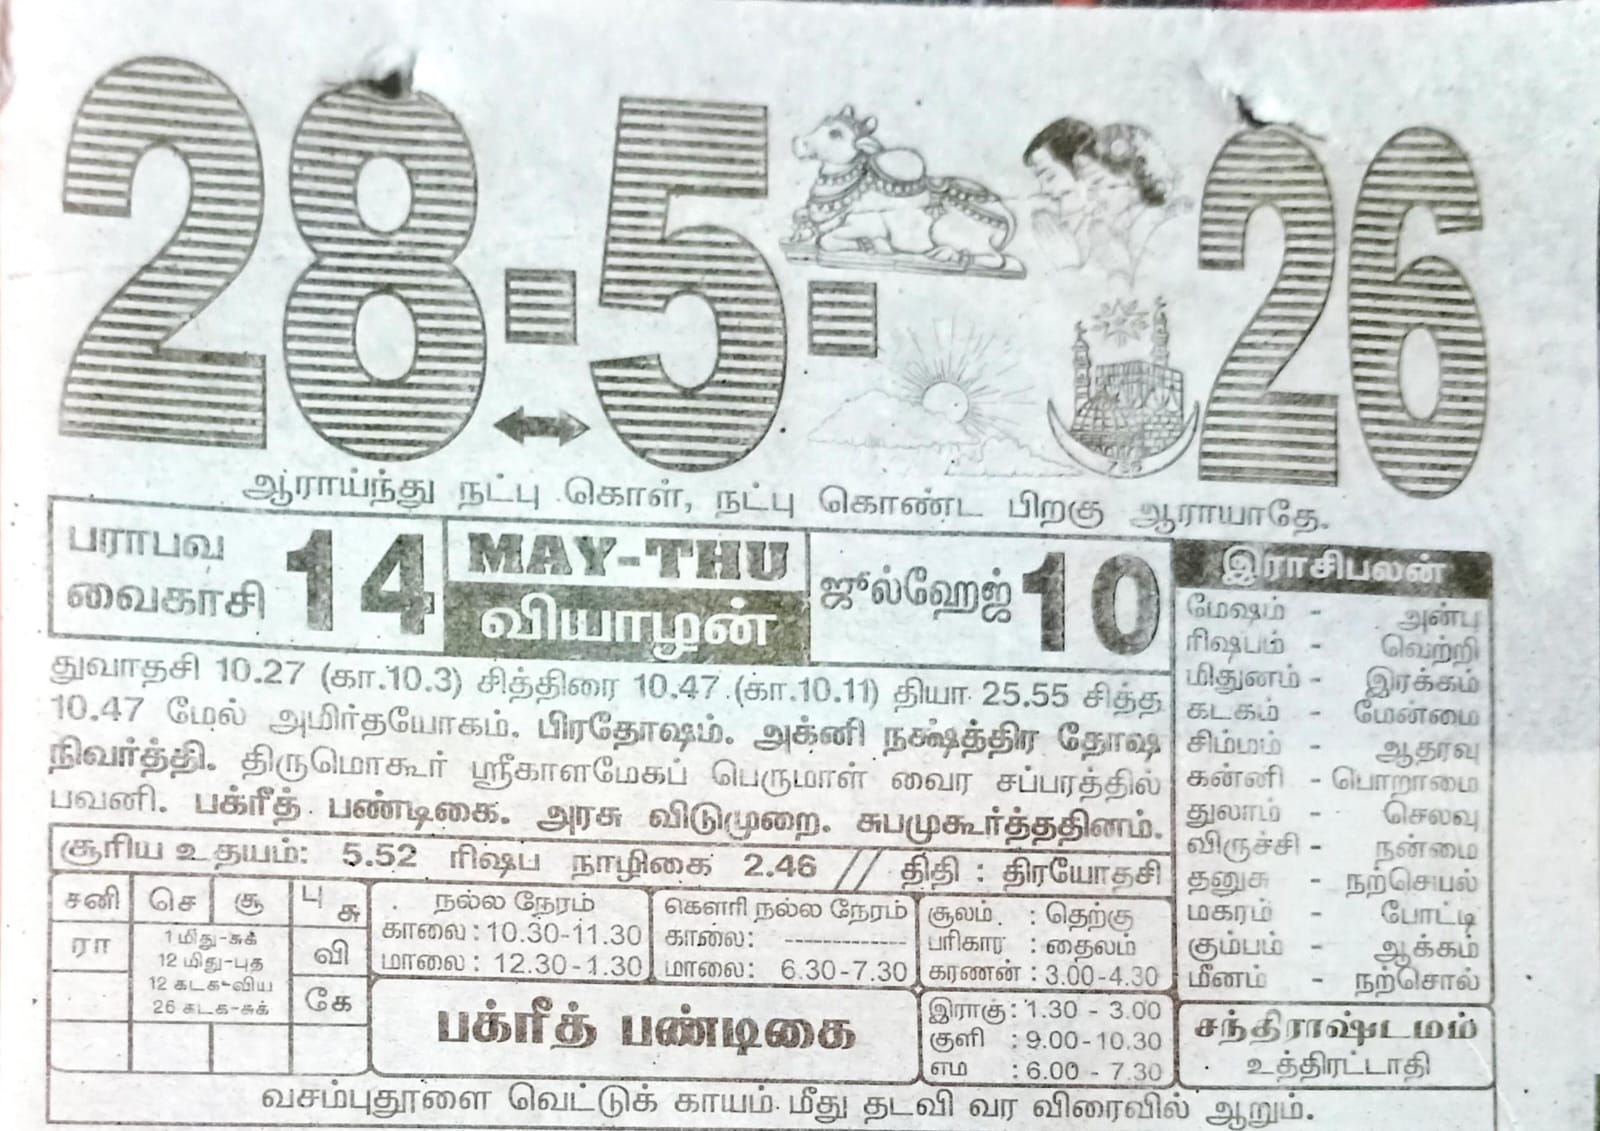 28-5-26
ஆராய்ந்து நட்பு கொள், நட்பு கொண்ட பிறகு ஆராயாதே.
பராபவ
வைகாசி 14
MAY-THU
வியாழன்
ஜூல்ஹேஜ் 10
துவாதசி 10.27 (கா.10.3) சித்திரை 10.47 (கா.10.11) தியா 25.55 சித்த
10.47 மேல் அமிர்தயோகம். பிரதோஷம். அக்னி நக்ஷத்திர தோஷ
நிவர்த்தி. திருமொகூர் ஸ்ரீகாளமேகப் பெருமாள் வைர சப்பரத்தில்
பவனி. பக்ரீத் பண்டிகை. அரசு விடுமுறை. சுபமுகூர்த்ததினம்.
சூரிய உதயம்: 5.52 ரிஷப நாழிகை 2.46 // திதி : திரயோதசி
இராசிபலன்
மேஷம் - அன்பு
ரிஷபம் - வெற்றி
மிதுனம் - இரக்கம்
கடகம் - மேன்மை
சிம்மம் - ஆதரவு
கன்னி - பொறாமை
துலாம் - செலவு
விருச்சி - நன்மை
தனுசு - நற்செயல்
மகரம் - போட்டி
கும்பம் - ஆக்கம்
மீனம் - நற்சொல்
சந்திராஷ்டமம்
உத்திரட்டாதி
சனி செ சூ பு சு
ரா வி
கே
1 மிது-சுக்
12 மிது-புத
12 கடக-விய
26 கடக-சுக்
நல்ல நேரம்
காலை : 10.30-11.30
மாலை : 12.30-1.30
கௌரி நல்ல நேரம்
காலை: -------------
மாலை: 6.30-7.30
சூலம் : தெற்கு
பரிகார : தைலம்
கரணன் : 3.00-4.30
பக்ரீத் பண்டிகை
இராகு : 1.30 - 3.00
குளி : 9.00-10.30
எம : 6.00 - 7.30
வசம்புதூளை வெட்டுக் காயம் மீது தடவி வர விரைவில் ஆறும்.